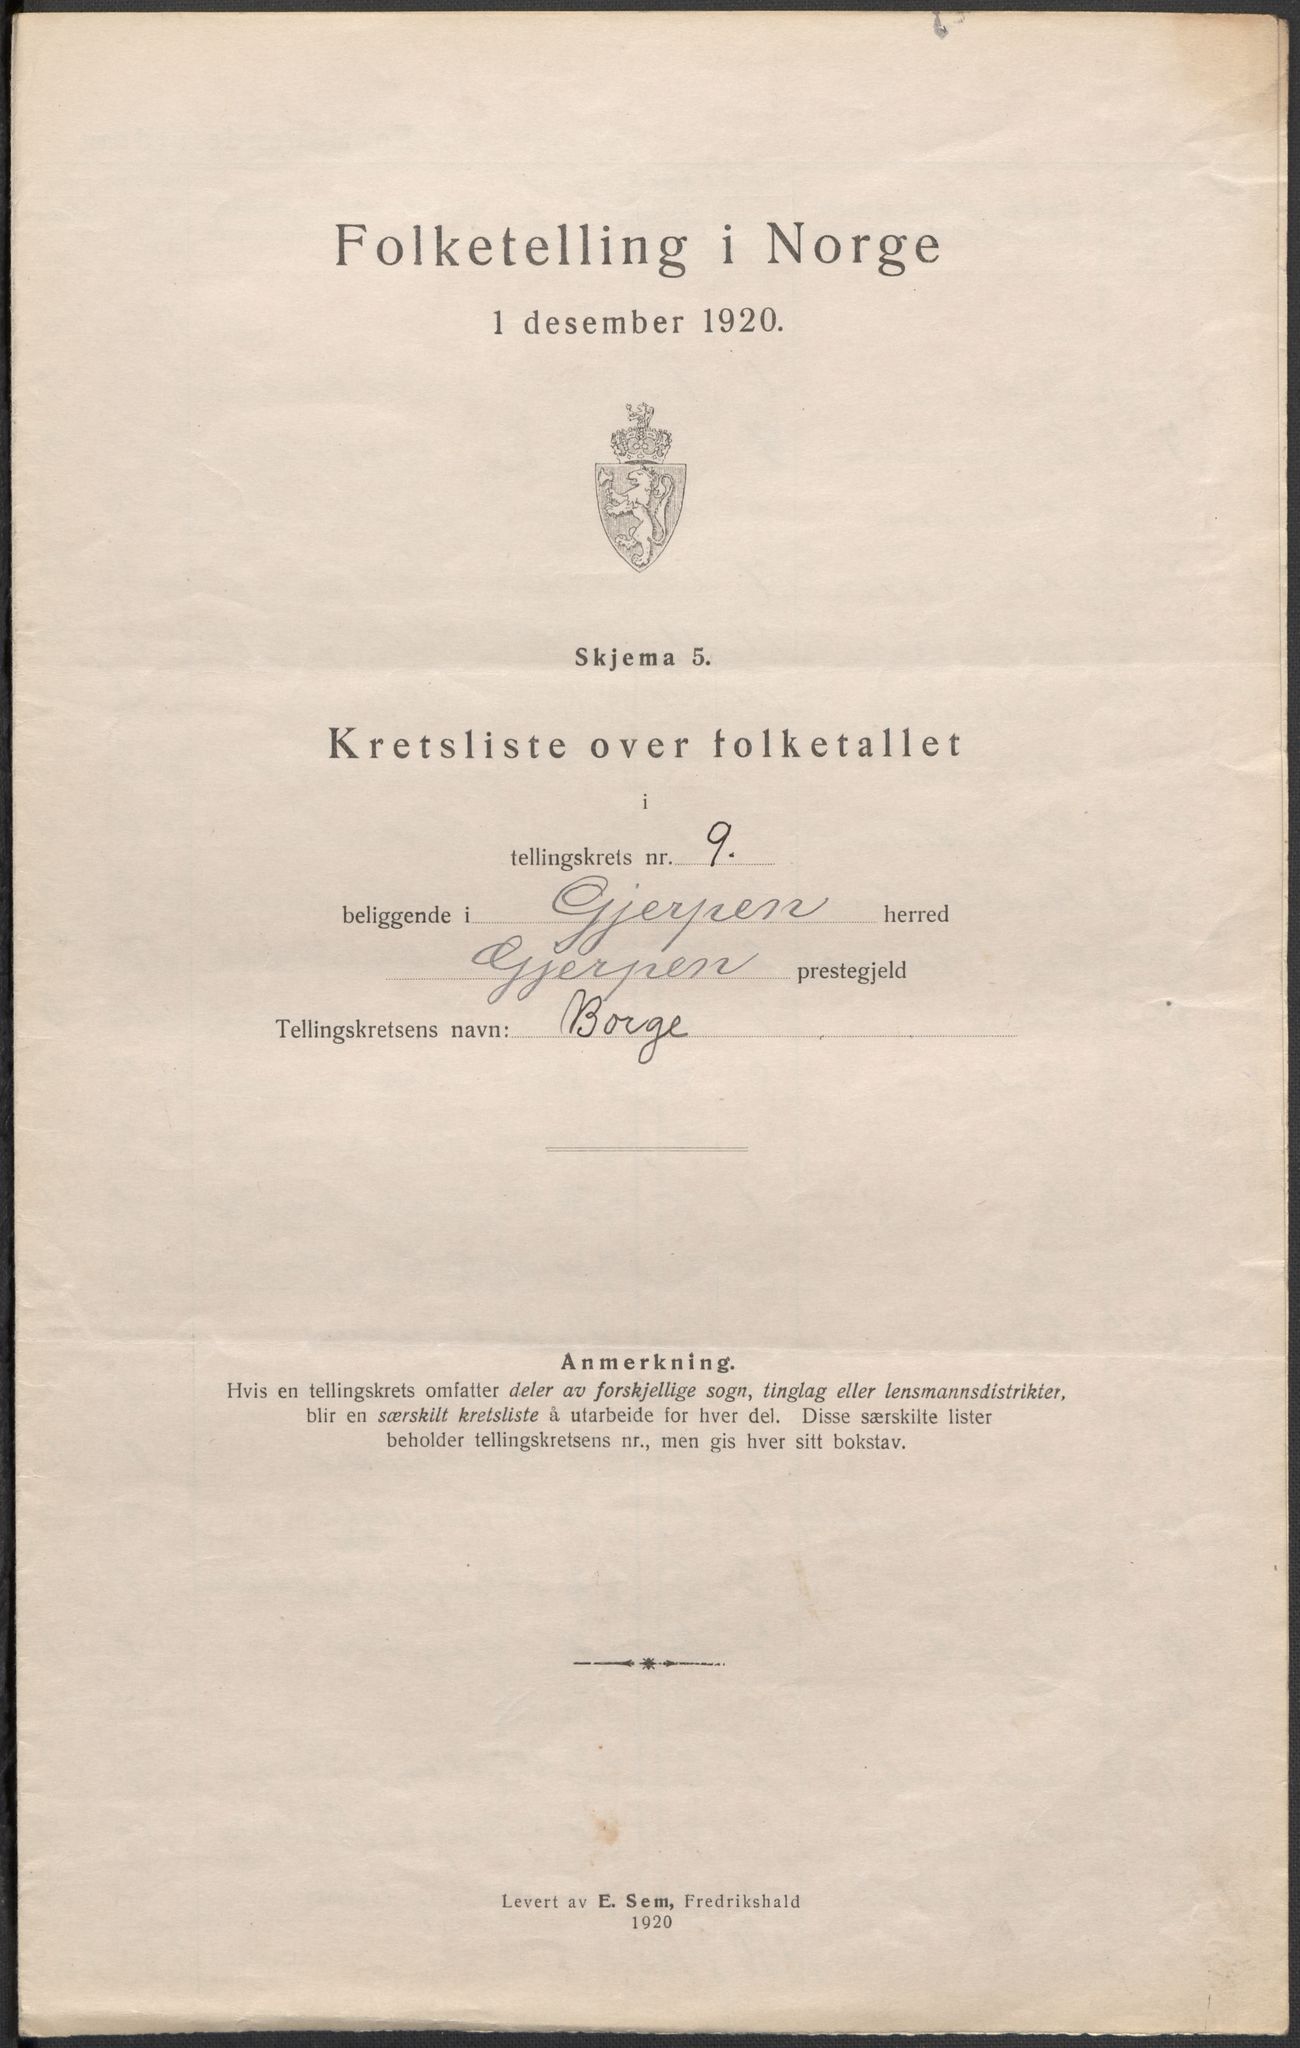 Folketelling i Norge
1 desember 1920.
Skjema 5.
Kretsliste over folketallet
i
tellingskrets nr. 9.
beliggende i Gjerpen herred
Gjerpen prestegjeld
Tellingskretsens navn: Borge
Anmerkning.
Hvis en tellingskrets omfatter deler av forskjellige sogn, tinglag eller lensmannsdistrikter,
blir en særskilt kretsliste å utarbeide for hver del. Disse særskilte lister
beholder tellingskretsens nr., men gis hver sitt bokstav.
Levert av E. Sem, Fredrikshald
1920